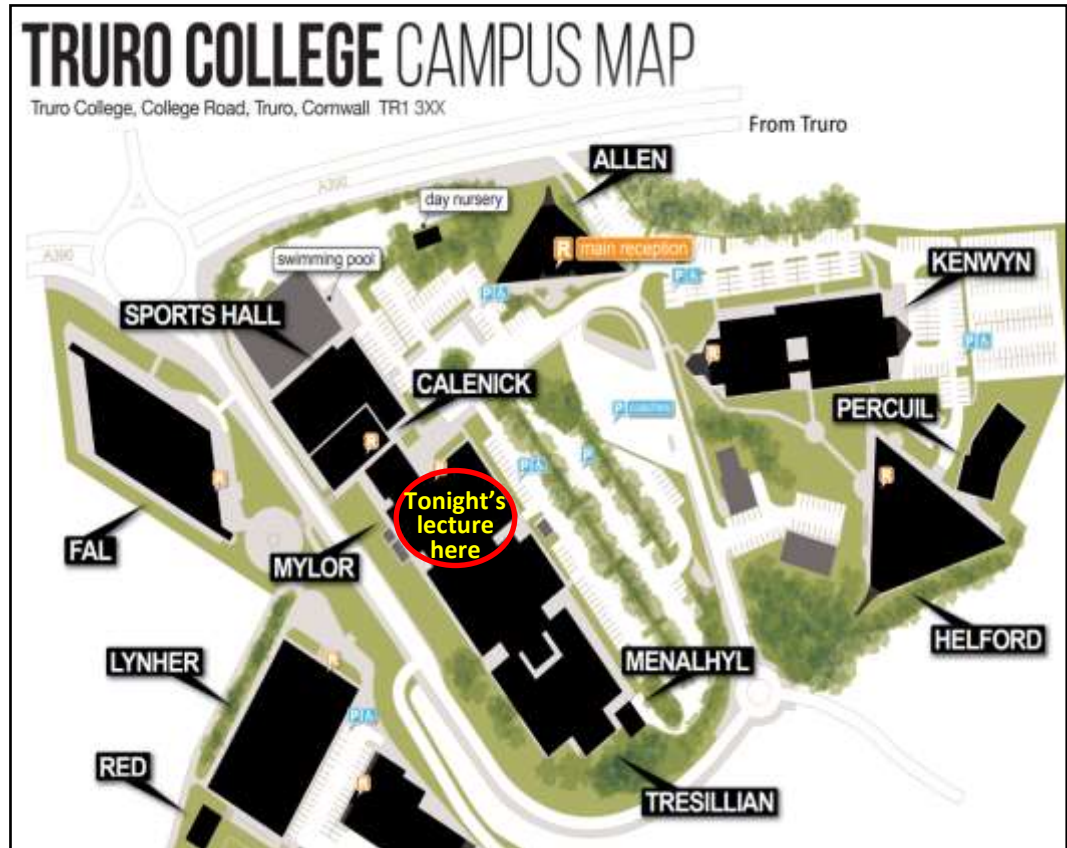 TRURO COLLEGE CAMPUS MAP
Truro College, College Road, Truro, Cornwall TR1 3XX
From Truro
ALLEN
A390
day nursery
R main reception
KENWYN
A390
swimming pool
P
P
SPORTS HALL
P
R
CALENICK
P
PERCUIL
R
R
P
P
R
R
Tonight's
lecture
here
FAL
MYLOR
HELFORD
LYNHER
MENALHYL
R
P
RED
R
TRESILLIAN